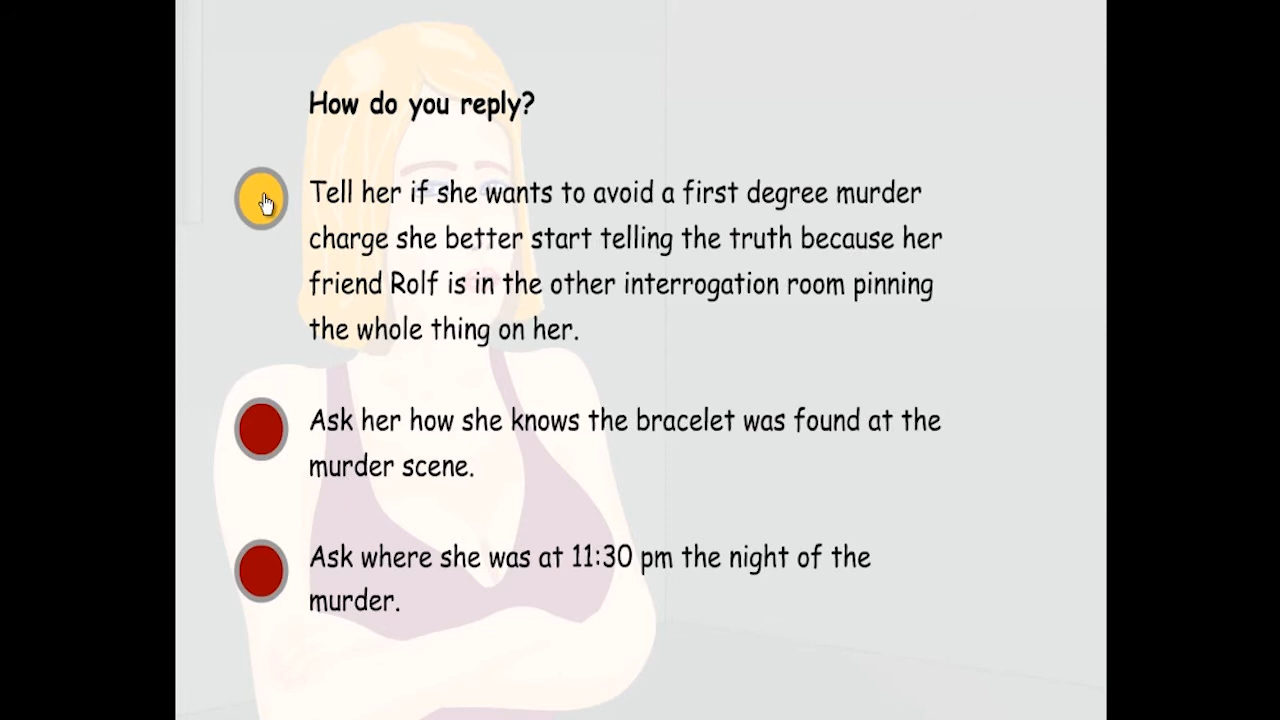 How do you reply?
Tell her if she wants to avoid a first degree murder
charge she better start telling the truth because her
friend Rolf is in the other interrogation room pinning
the whole thing on her.
Ask her how she knows the bracelet was found at the
murder scene.
Ask where she was at 11:30 pm the night of the
murder.